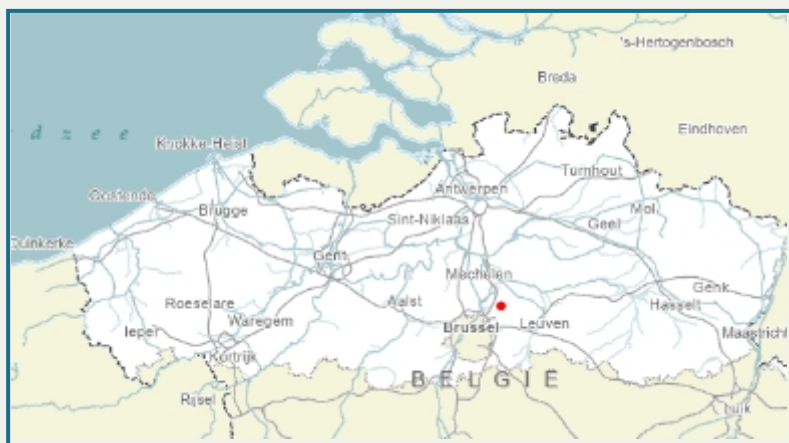 's-Hertogenbosch
Breda
d z e e
Eindhoven
Knokke-Heist
Turnhout
Oostende
Antwerpen
Mol
Brugge
Sint-Niklaas
Geel
Duinkerke
Gent
Mechelen
Genk
Roeselare
Aalst
Hasselt
Waregem
Ieper
Brussel
Leuven
Maastricht
Kortrijk
BELGIË
Rijsel
Luik